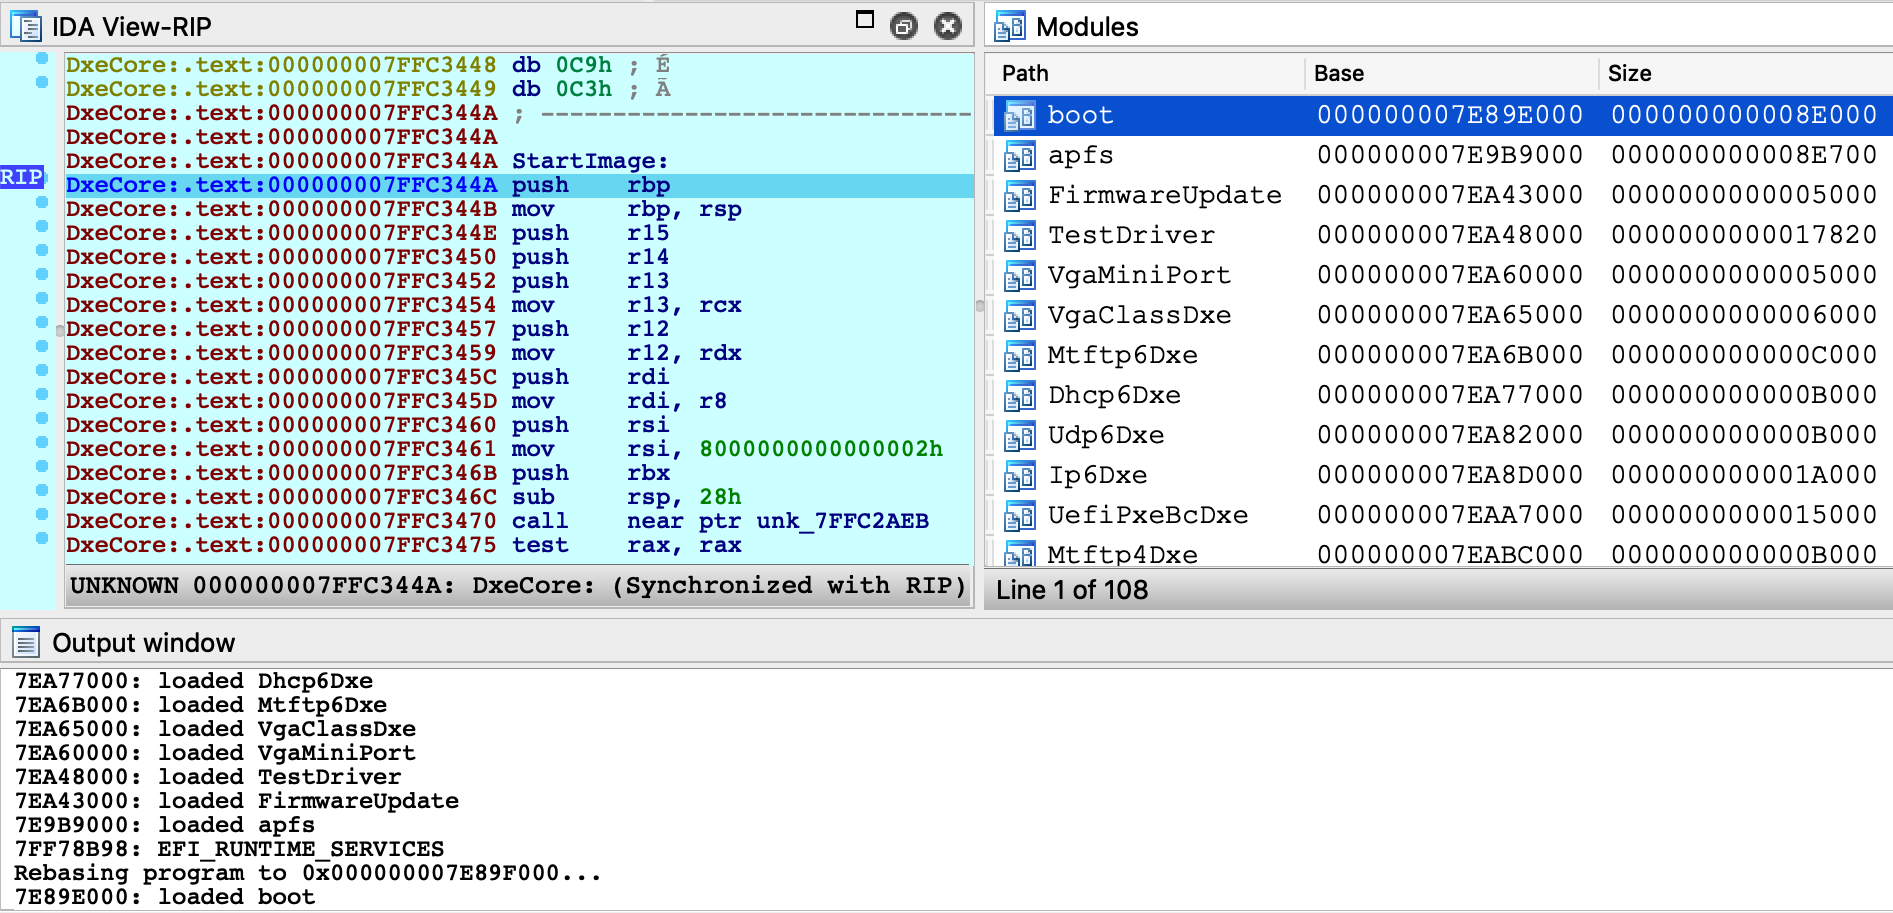 IDA View-RIP
DxeCore:.text:000000007FFC3448 db 0C9h ; É
DxeCore:.text:000000007FFC3449 db 0C3h ; Ã
DxeCore:.text:000000007FFC344A ; ------------------------------
DxeCore:.text:000000007FFC344A
DxeCore:.text:000000007FFC344A StartImage:
RIP
DxeCore:.text:000000007FFC344A push    rbp
DxeCore:.text:000000007FFC344B mov     rbp, rsp
DxeCore:.text:000000007FFC344E push    r15
DxeCore:.text:000000007FFC3450 push    r14
DxeCore:.text:000000007FFC3452 push    r13
DxeCore:.text:000000007FFC3454 mov     r13, rcx
DxeCore:.text:000000007FFC3457 push    r12
DxeCore:.text:000000007FFC3459 mov     r12, rdx
DxeCore:.text:000000007FFC345C push    rdi
DxeCore:.text:000000007FFC345D mov     rdi, r8
DxeCore:.text:000000007FFC3460 push    rsi
DxeCore:.text:000000007FFC3461 mov     rsi, 8000000000000002h
DxeCore:.text:000000007FFC346B push    rbx
DxeCore:.text:000000007FFC346C sub     rsp, 28h
DxeCore:.text:000000007FFC3470 call    near ptr unk_7FFC2AEB
DxeCore:.text:000000007FFC3475 test    rax, rax
UNKNOWN 000000007FFC344A: DxeCore: (Synchronized with RIP)
Modules
Path Base Size
boot 000000007E89E000 000000000008E000
apfs 000000007E9B9000 000000000008E700
FirmwareUpdate 000000007EA43000 0000000000005000
TestDriver 000000007EA48000 0000000000017820
VgaMiniPort 000000007EA60000 0000000000005000
VgaClassDxe 000000007EA65000 0000000000006000
Mtftp6Dxe 000000007EA6B000 000000000000C000
Dhcp6Dxe 000000007EA77000 000000000000B000
Udp6Dxe 000000007EA82000 000000000000B000
Ip6Dxe 000000007EA8D000 000000000001A000
UefiPxeBcDxe 000000007EAA7000 0000000000015000
Mtftp4Dxe 000000007EABC000 000000000000B000
Line 1 of 108
Output window
7EA77000: loaded Dhcp6Dxe
7EA6B000: loaded Mtftp6Dxe
7EA65000: loaded VgaClassDxe
7EA60000: loaded VgaMiniPort
7EA48000: loaded TestDriver
7EA43000: loaded FirmwareUpdate
7E9B9000: loaded apfs
7FF78B98: EFI_RUNTIME_SERVICES
Rebasing program to 0x000000007E89F000...
7E89E000: loaded boot